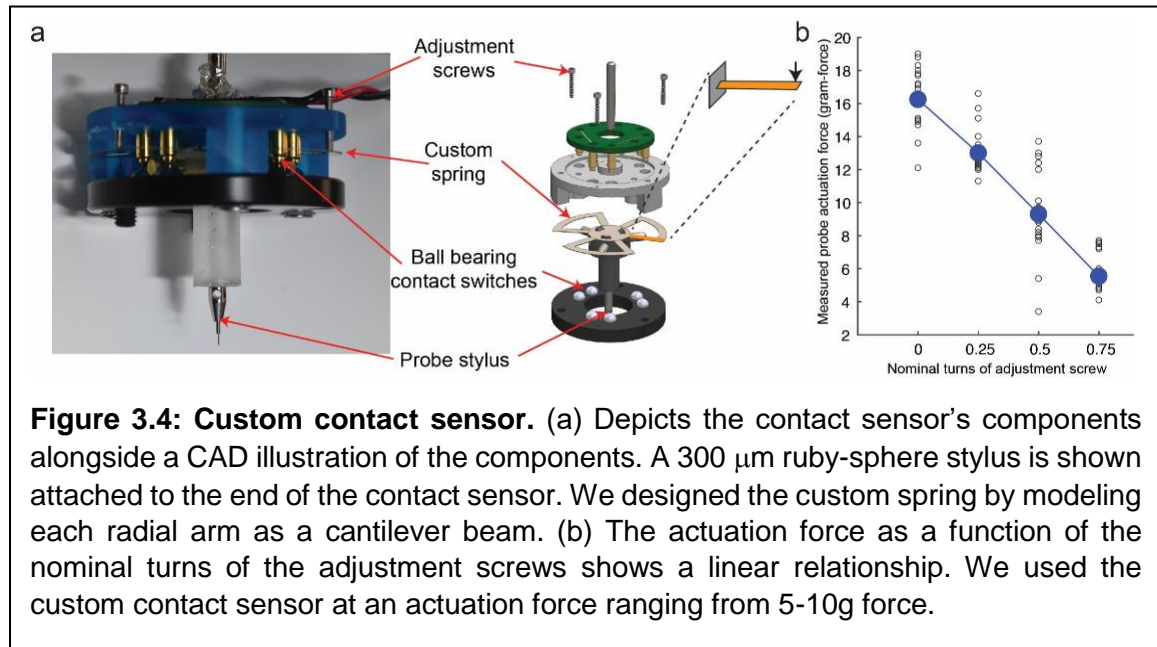 a
Adjustment
screws
Custom
spring
Ball bearing
contact switches
Probe stylus
b
Measured probe actuation force (gram-force)
20
18
16
14
12
10
8
6
4
2
0
0.25
0.5
0.75
Nominal turns of adjustment screw
Figure 3.4: Custom contact sensor. (a) Depicts the contact sensor's components
alongside a CAD illustration of the components. A 300 μm ruby-sphere stylus is shown
attached to the end of the contact sensor. We designed the custom spring by modeling
each radial arm as a cantilever beam. (b) The actuation force as a function of the
nominal turns of the adjustment screws shows a linear relationship. We used the
custom contact sensor at an actuation force ranging from 5-10g force.